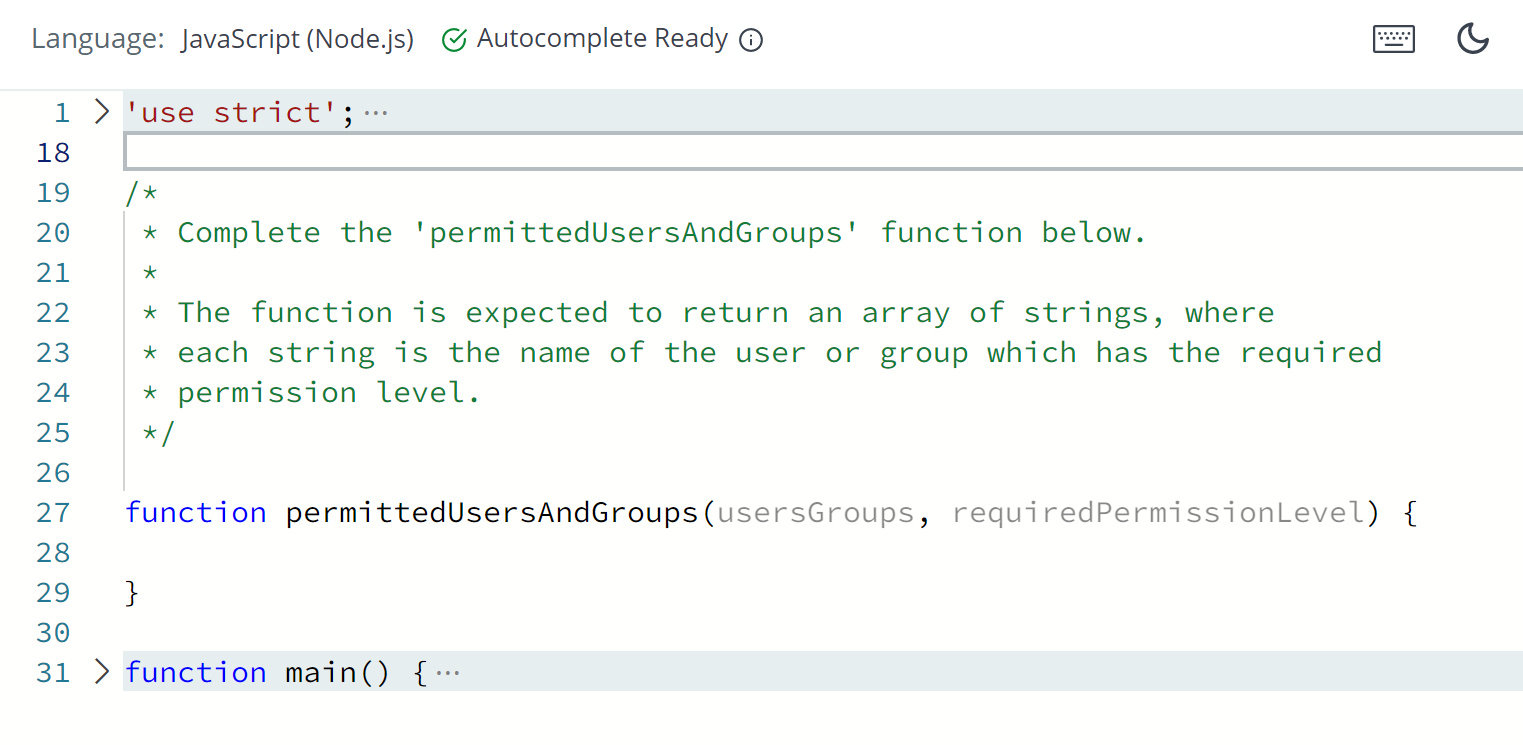 Language: JavaScript (Node.js) Autocomplete Ready
1 'use strict';···
18
19 /*
20 * Complete the 'permittedUsersAndGroups' function below.
21 *
22 * The function is expected to return an array of strings, where
23 * each string is the name of the user or group which has the required
24 * permission level.
25 */
26
27 function permittedUsersAndGroups(usersGroups, requiredPermissionLevel) {
28
29 }
30
31 function main() {···